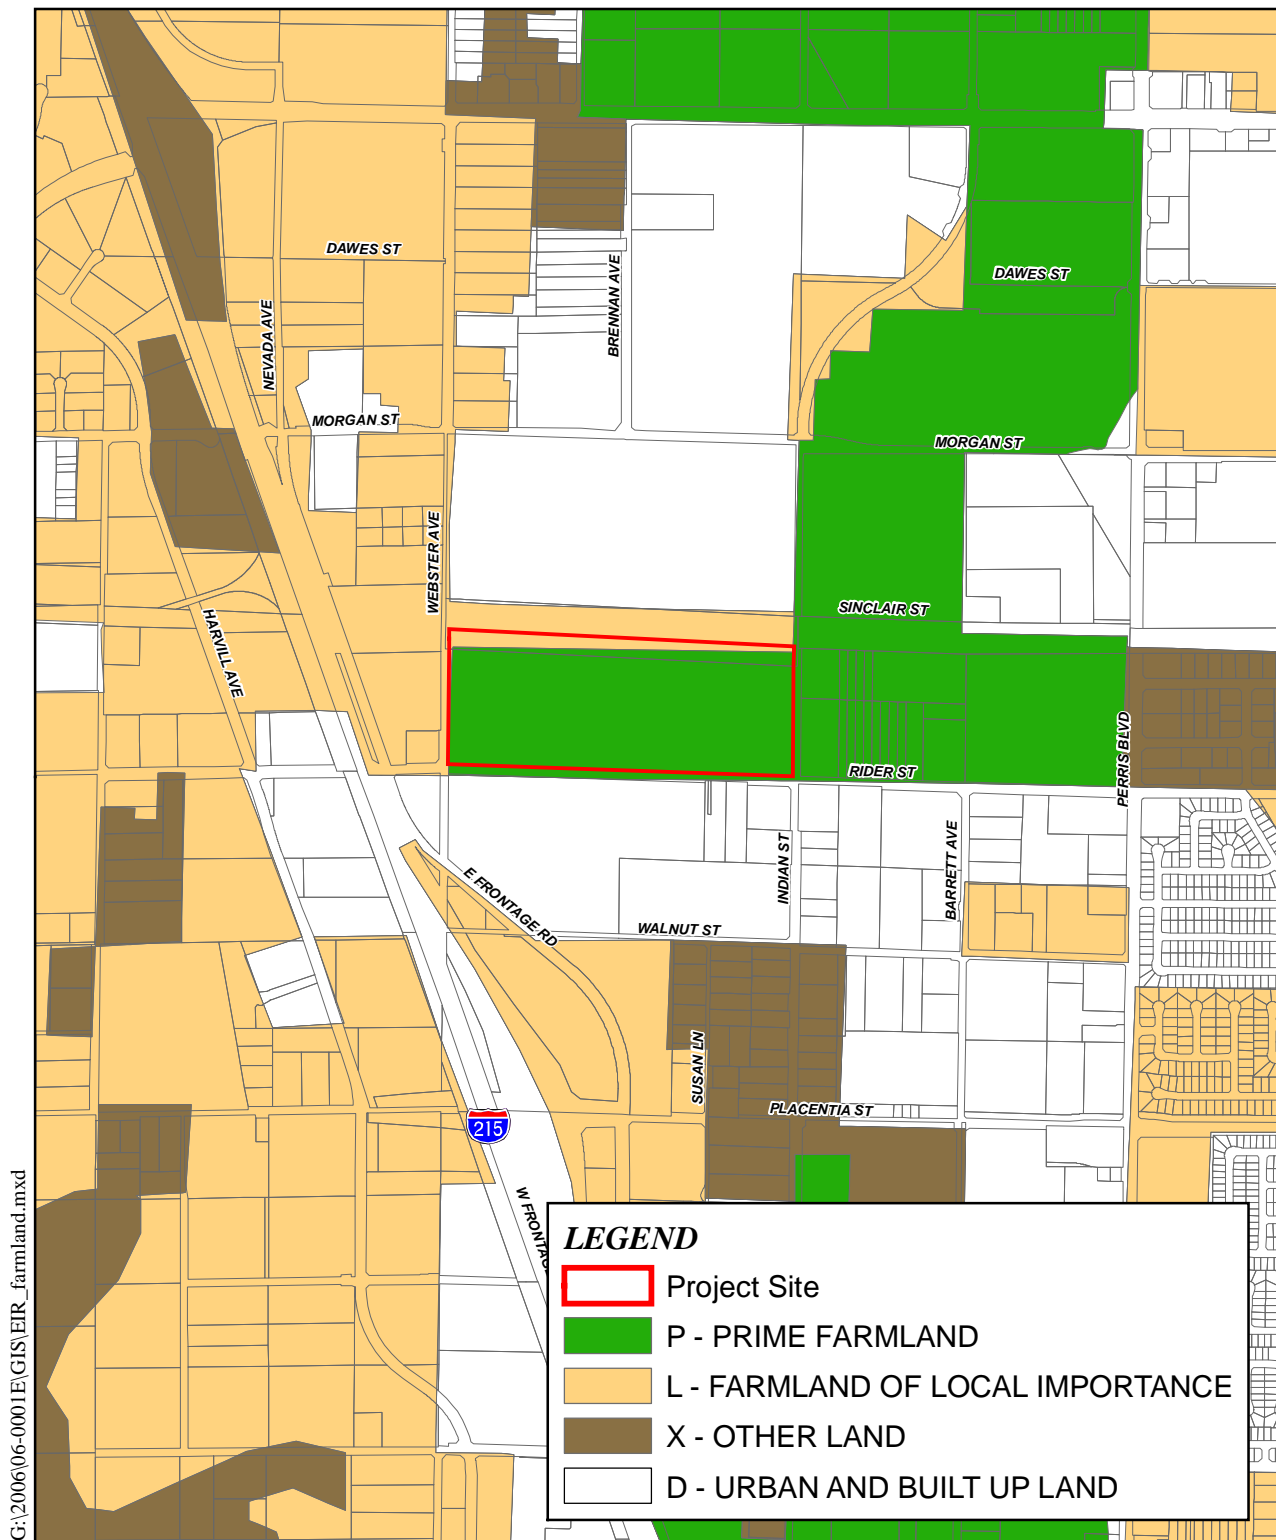 DAWES ST
BRENNAN AVE
DAWES ST
NEVADA AVE
MORGAN ST
MORGAN ST
WEBSTER AVE
SINCLAIR ST
HARVILL AVE
PERRIS BLVD
RIDER ST
INDIAN ST
BARRETT AVE
E FRONTAGE RD
WALNUT ST
SUSAN LN
PLACENTIA ST
215
W FRONTAGE
LEGEND
Project Site
P - PRIME FARMLAND
L - FARMLAND OF LOCAL IMPORTANCE
X - OTHER LAND
D - URBAN AND BUILT UP LAND
G:\2006\06-0001E\GIS\EIR_farmland.mxd